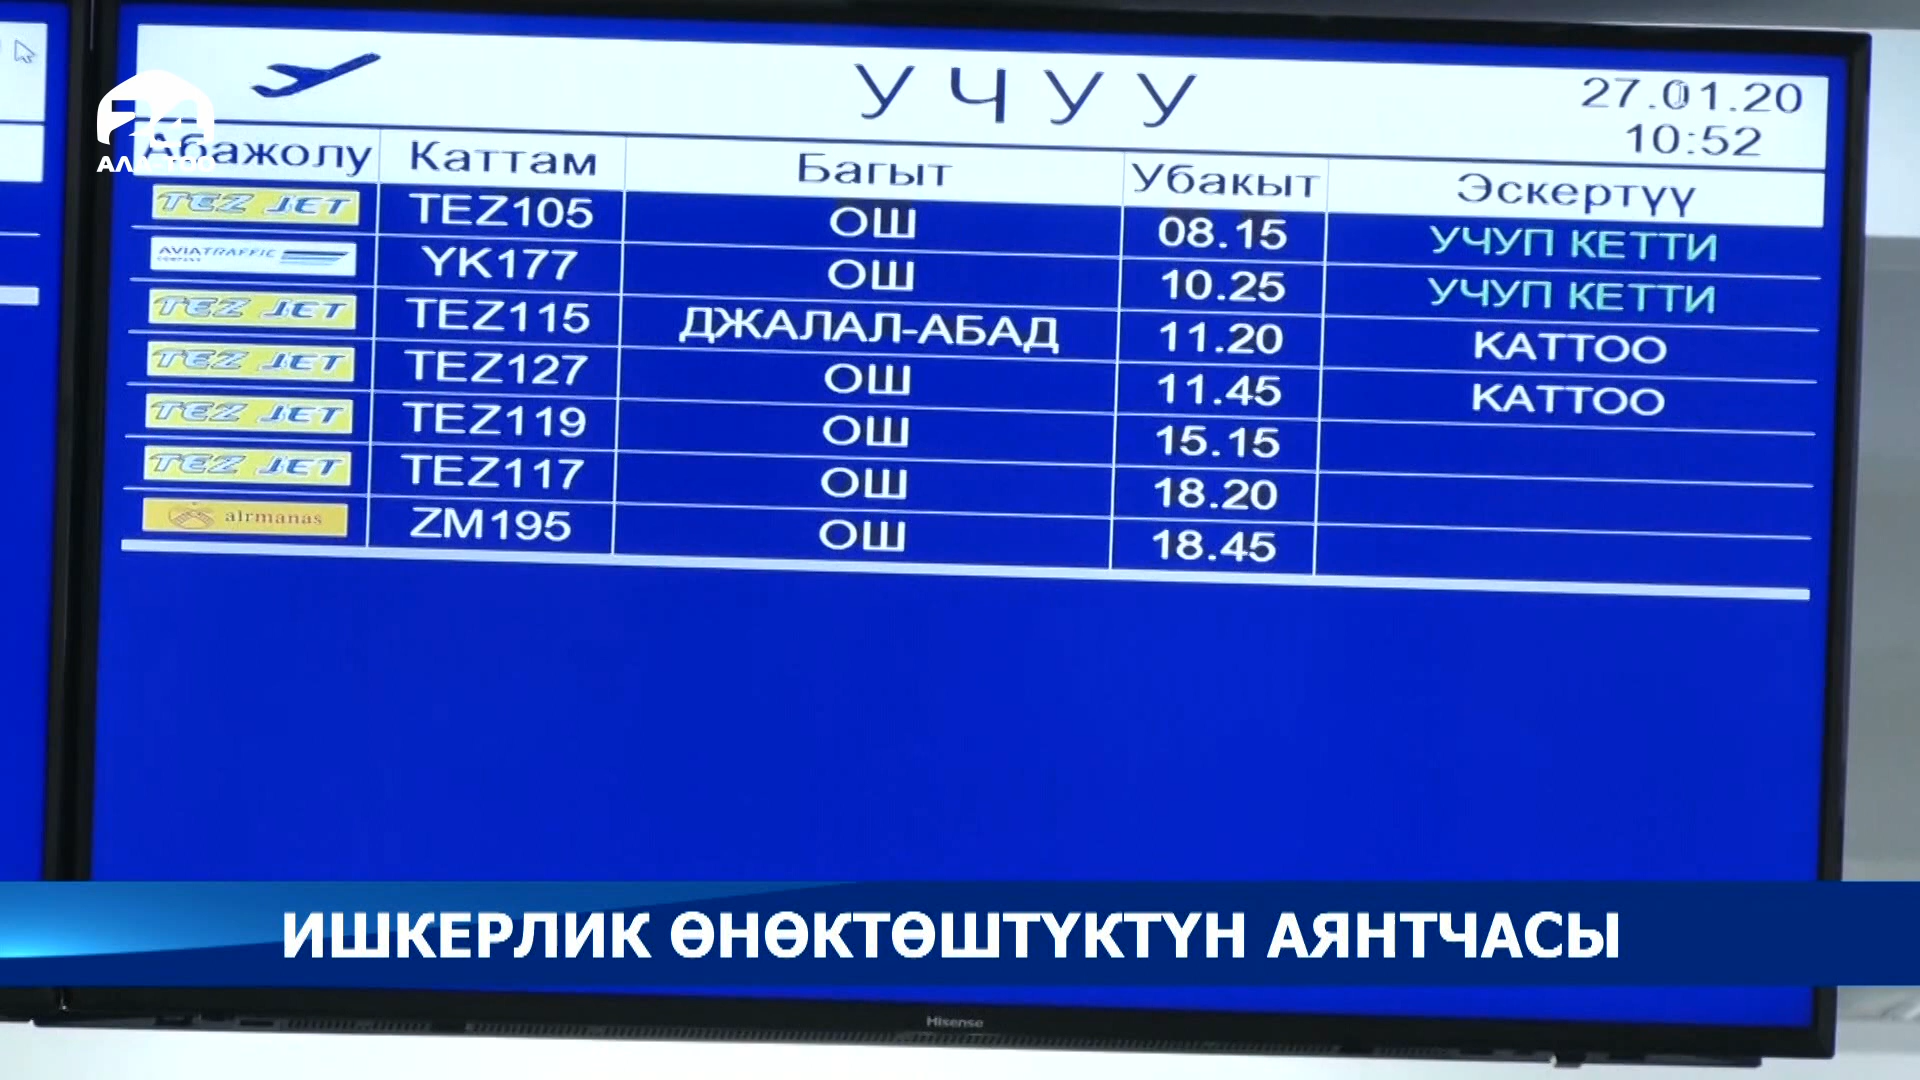 УЧУУ
27.01.20
10:52
АЛА-ТОО
Абажолу Каттам Багыт Убакыт Эскертүү
TEZ JET TEZ105 ОШ 08.15 УЧУП КЕТТИ
AVIATRAFFIC COMPANY YK177 ОШ 10.25 УЧУП КЕТТИ
TEZ JET TEZ115 ДЖАЛАЛ-АБАД 11.20 КАТТОО
TEZ JET TEZ127 ОШ 11.45 КАТТОО
TEZ JET TEZ119 ОШ 15.15
TEZ JET TEZ117 ОШ 18.20
airmanas ZM195 ОШ 18.45
ИШКЕРЛИК ӨНӨКТӨШТҮКТҮН АЯНТЧАСЫ
Hisense